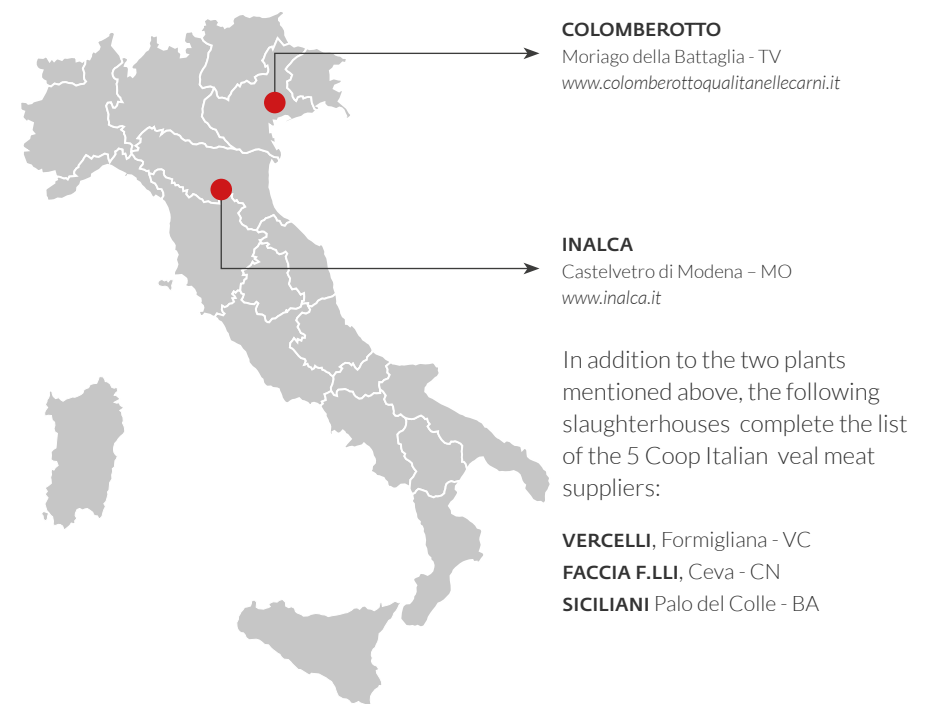 COLOMBEROTTO
Moriago della Battaglia - TV
www.colomberottoqualitanellecarni.it
INALCA
Castelvetro di Modena – MO
www.inalca.it
In addition to the two plants
mentioned above, the following
slaughterhouses complete the list
of the 5 Coop Italian veal meat
suppliers:
VERCELLI, Formigliana - VC
FACCIA F.LLI, Ceva - CN
SICILIANI Palo del Colle - BA